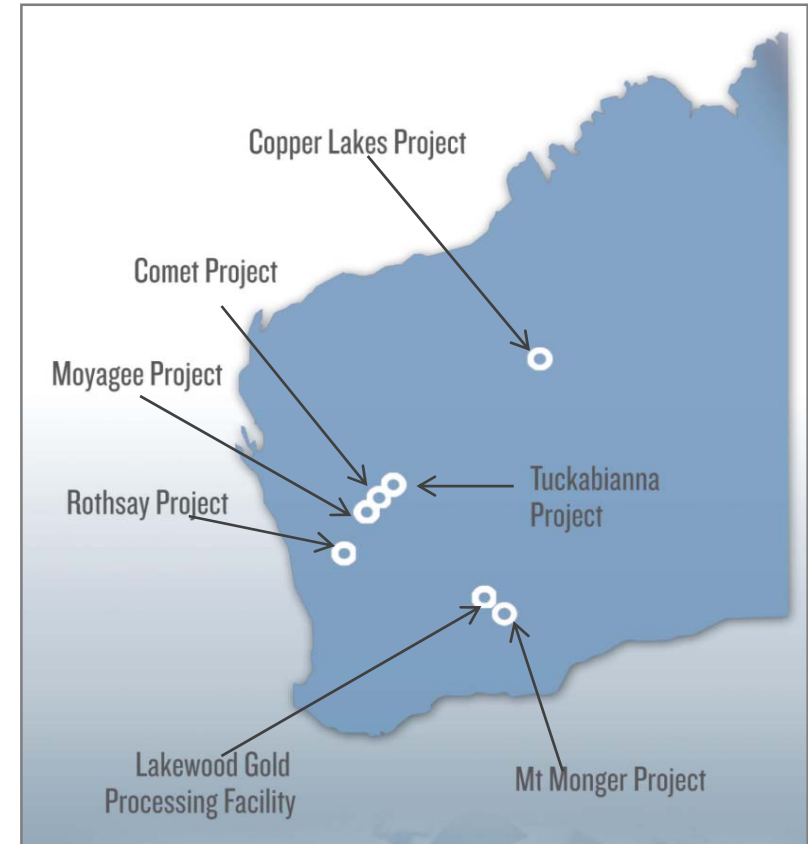 Copper Lakes Project
Comet Project
Moyagee Project
Tuckabianna
Project
Rothsay Project
Lakewood Gold
Processing Facility
Mt Monger Project